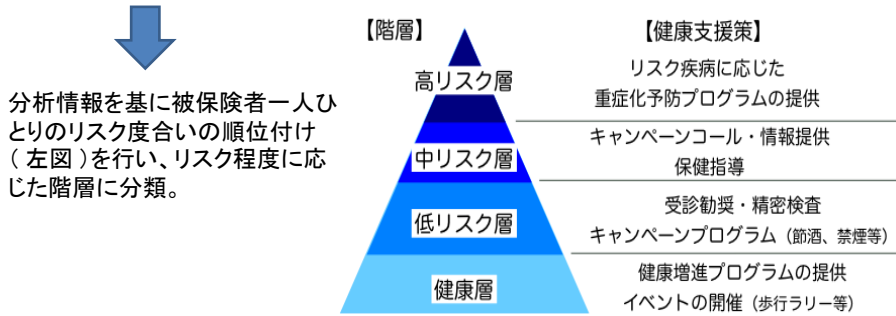 分析情報を基に被保険者一人ひ
とりのリスク度合いの順位付け
（左図）を行い、リスク程度に応
じた階層に分類。
【階層】
高リスク層
中リスク層
低リスク層
健康層
【健康支援策】
リスク疾病に応じた
重症化予防プログラムの提供
キャンペーンコール・情報提供
保健指導
受診勧奨・精密検査
キャンペーンプログラム（節酒、禁煙等）
健康増進プログラムの提供
イベントの開催（歩行ラリー等）